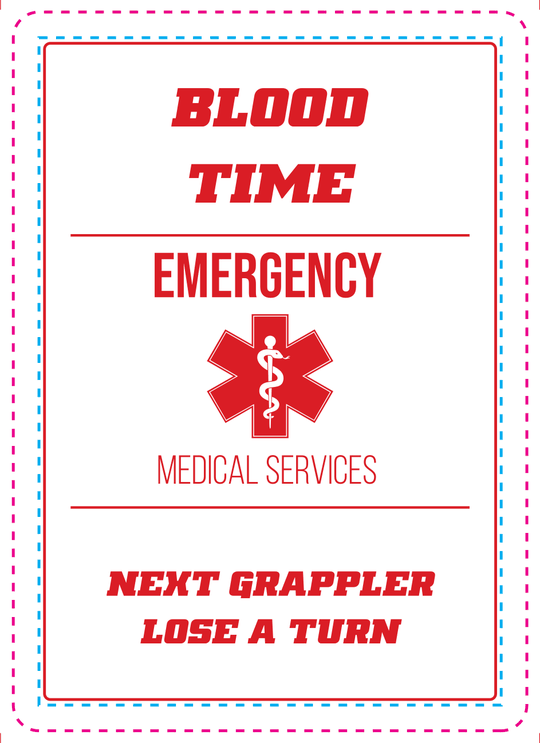 BLOOD
TIME
EMERGENCY
MEDICAL SERVICES
NEXT GRAPPLER
LOSE A TURN